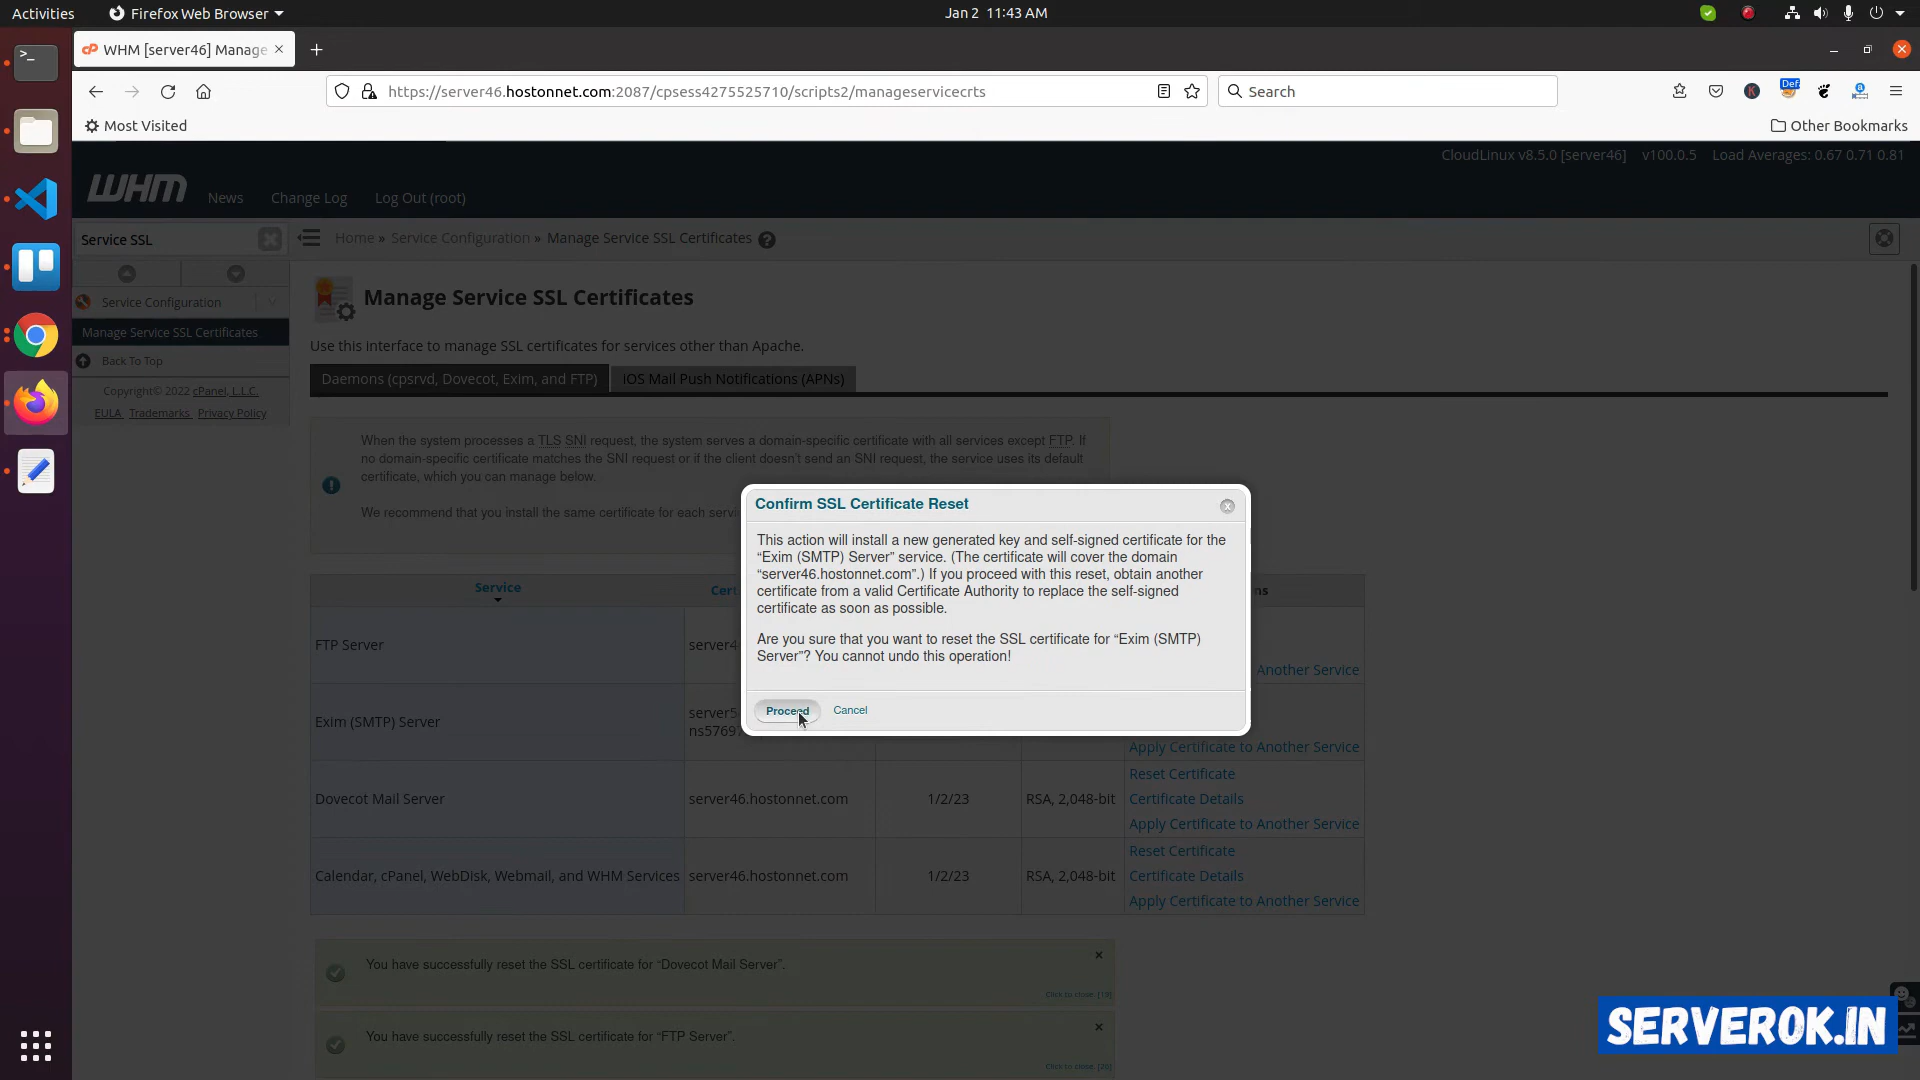 Activities
Firefox Web Browser
Jan 2 11:43 AM
WHM [server46] Manage
https://server46.hostonnet.com:2087/cpsess4275525710/scripts2/manageservicecrts
Search
Def
Most Visited
Other Bookmarks
CloudLinux v8.5.0 [server46] v100.0.5 Load Averages: 0.67 0.71 0.81
WHM
News
Change Log
Log Out (root)
Service SSL
Home » Service Configuration » Manage Service SSL Certificates
Service Configuration
Manage Service SSL Certificates
Back To Top
Copyright© 2022 cPanel, L.L.C.
EULA Trademarks Privacy Policy
Manage Service SSL Certificates
Use this interface to manage SSL certificates for services other than Apache.
Daemons (cpsrvd, Dovecot, Exim, and FTP)
iOS Mail Push Notifications (APNs)
When the system processes a TLS SNI request, the system serves a domain-specific certificate with all services except FTP. If
no domain-specific certificate matches the SNI request or if the client doesn't send an SNI request, the service uses its default
certificate, which you can manage below.
We recommend that you install the same certificate for each servi
Confirm SSL Certificate Reset
This action will install a new generated key and self-signed certificate for the
“Exim (SMTP) Server” service. (The certificate will cover the domain
“server46.hostonnet.com”.) If you proceed with this reset, obtain another
certificate from a valid Certificate Authority to replace the self-signed
certificate as soon as possible.
Are you sure that you want to reset the SSL certificate for “Exim (SMTP)
Server”? You cannot undo this operation!
Proceed
Cancel
Service
Cert
ns
FTP Server
server4
Another Service
Exim (SMTP) Server
server5
ns5769
Apply Certificate to Another Service
Dovecot Mail Server
server46.hostonnet.com
1/2/23
RSA, 2,048-bit
Reset Certificate
Certificate Details
Apply Certificate to Another Service
Calendar, cPanel, WebDisk, Webmail, and WHM Services
server46.hostonnet.com
1/2/23
RSA, 2,048-bit
Reset Certificate
Certificate Details
Apply Certificate to Another Service
You have successfully reset the SSL certificate for “Dovecot Mail Server”.
Click to close. [19]
You have successfully reset the SSL certificate for “FTP Server”.
Click to close.
SERVEROK.IN